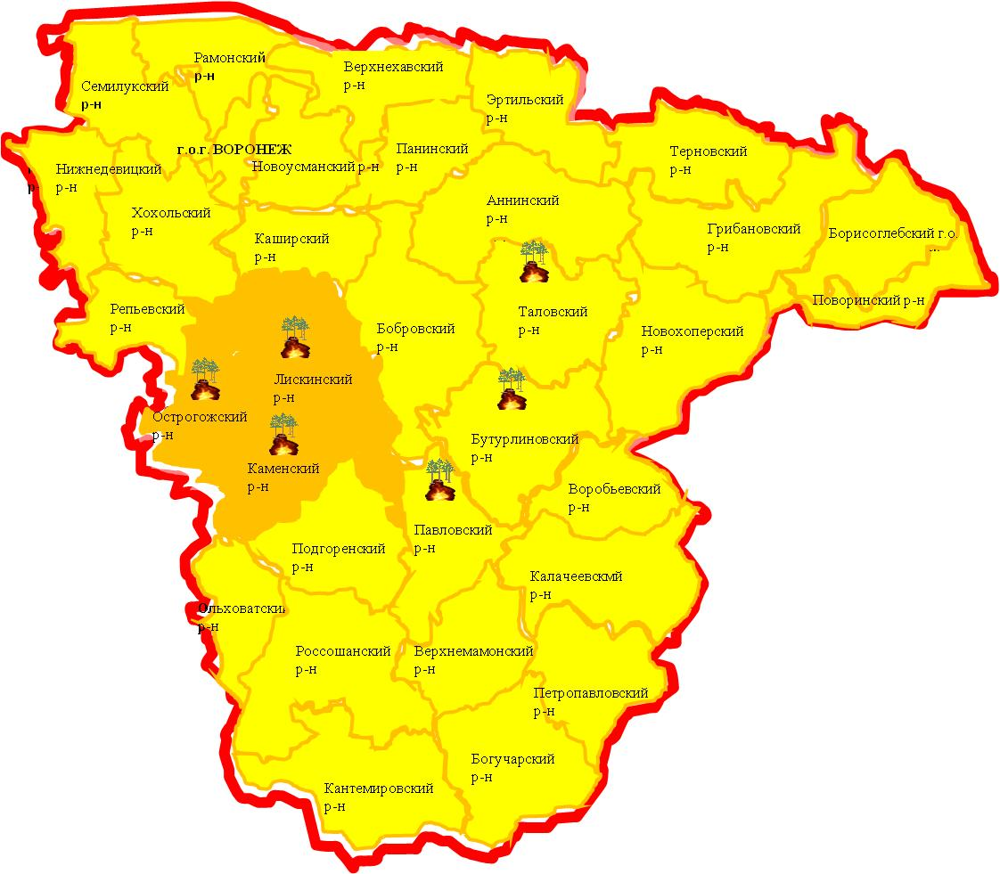 Рамонский
р-н
Верхнехавский
р-н
Семилукский
р-н
Эртильский
р-н
г.о.г. ВОРОНЕЖ
Панинский
р-н
Терновский
р-н
Нижнедевицкий
р-н
Новоусманский р-н
Хохольский
р-н
Аннинский
р-н
Каширский
р-н
Грибановский
р-н
Борисоглебский г.о.
Поворинский р-н
Репьевский
р-н
Бобровский
р-н
Таловский
р-н
Новохоперский
р-н
Лискинский
р-н
Острогожский
р-н
Каменский
р-н
Бутурлиновский
р-н
Воробьевский
р-н
Павловский
р-н
Подгоренский
р-н
Калачеевскмй
р-н
Ольховатский
р-н
Россошанский
р-н
Верхнемамонский
р-н
Петропавловский
р-н
Богучарский
р-н
Кантемировский
р-н